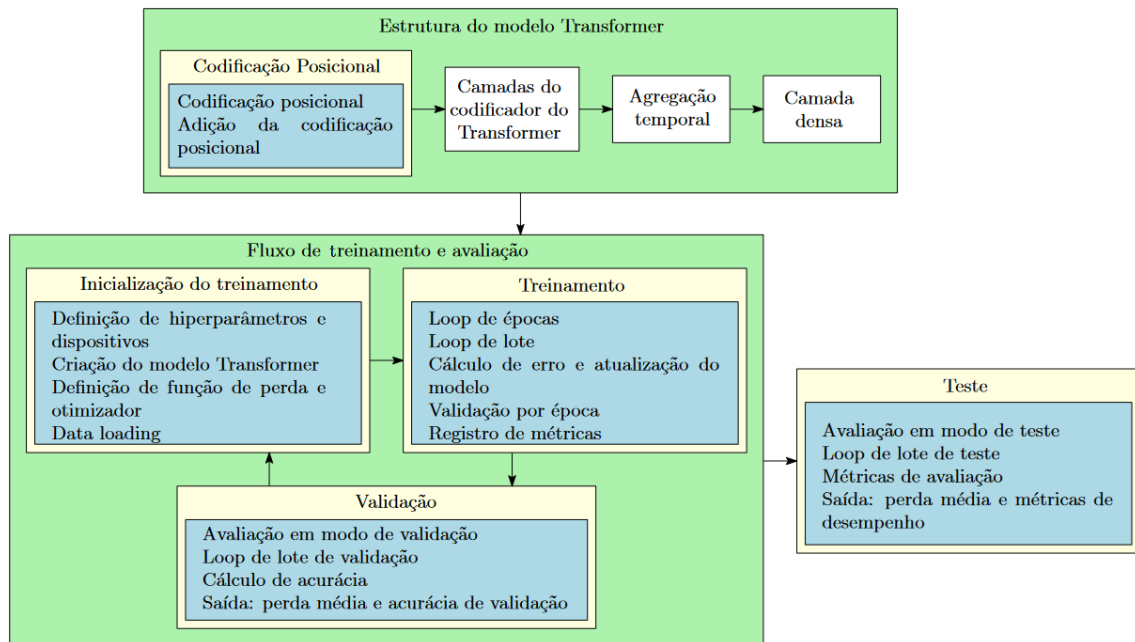 Estrutura do modelo Transformer
Codificação Posicional
Codificação posicional
Adição da codificação
posicional
Camadas do
codificador do
Transformer
Agregação
temporal
Camada
densa
Fluxo de treinamento e avaliação
Inicialização do treinamento
Definição de hiperparâmetros e
dispositivos
Criação do modelo Transformer
Definição de função de perda e
otimizador
Data loading
Treinamento
Loop de épocas
Loop de lote
Cálculo de erro e atualização do
modelo
Validação por época
Registro de métricas
Validação
Avaliação em modo de validação
Loop de lote de validação
Cálculo de acurácia
Saída: perda média e acurácia de validação
Teste
Avaliação em modo de teste
Loop de lote de teste
Métricas de avaliação
Saída: perda média e métricas de
desempenho